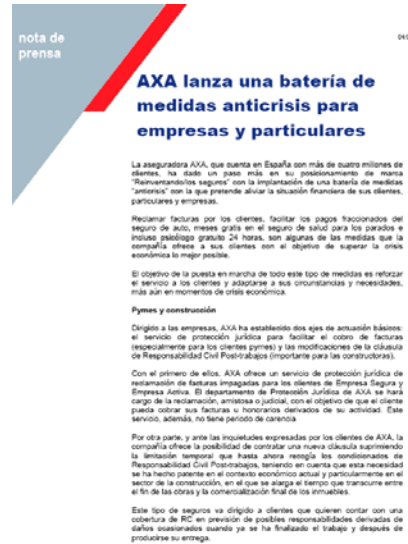 nota de
prensa
AXA lanza una batería de
medidas anticrisis para
empresas y particulares
La aseguradora AXA, que cuenta en España con más de cuatro millones de
clientes, ha dado un paso más en su posicionamiento de marca
"Reinventando/los seguros" con la implantación de una batería de medidas
"anticrisis" con la que pretende aliviar la situación financiera de sus clientes,
particulares y empresas.
Reclamar facturas por los clientes, facilitar los pagos fraccionados del
seguro de auto, meses gratis en el seguro de salud para los parados e
incluso psicólogo gratuito 24 horas, son algunas de las medidas que la
compañía ofrece a sus clientes con el objetivo de superar la crisis
económica lo mejor posible.
El objetivo de la puesta en marcha de todo este tipo de medidas es reforzar
el servicio a los clientes y adaptarse a sus circunstancias y necesidades,
más aún en momentos de crisis económica.
Pymes y construcción
Dirigido a las empresas, AXA ha establecido dos ejes de actuación básicos:
el servicio de protección jurídica para facilitar el cobro de facturas
(especialmente para los clientes pymes) y las modificaciones de la cláusula
de Responsabilidad Civil Post-trabajos (importante para las constructoras).
Con el primero de ellos, AXA ofrece un servicio de protección jurídica de
reclamación de facturas impagadas para los clientes de Empresa Segura y
Empresa Activa. El departamento de Protección Jurídica de AXA se hará
cargo de la reclamación, amistosa o judicial, con el objetivo de que el cliente
pueda cobrar sus facturas u honorarios derivados de su actividad. Este
servicio, además, no tiene periodo de carencia.
Por otra parte, y ante las inquietudes expresadas por los clientes de AXA, la
compañía ofrece la posibilidad de contratar una nueva cláusula suprimiendo
la limitación temporal que hasta ahora recogía los condicionados de
Responsabilidad Civil Post-trabajos, teniendo en cuenta que esta necesidad
se ha hecho patente en el contexto económico actual y particularmente en el
sector de la construcción, en el que se alarga el tiempo que transcurre entre
el fin de las obras y la comercialización final de los inmuebles.
Este tipo de seguros va dirigido a clientes que quieren contar con una
cobertura de RC en previsión de posibles responsabilidades derivadas de
daños ocasionados cuando ya se ha finalizado el trabajo y después de
producirse su entrega.